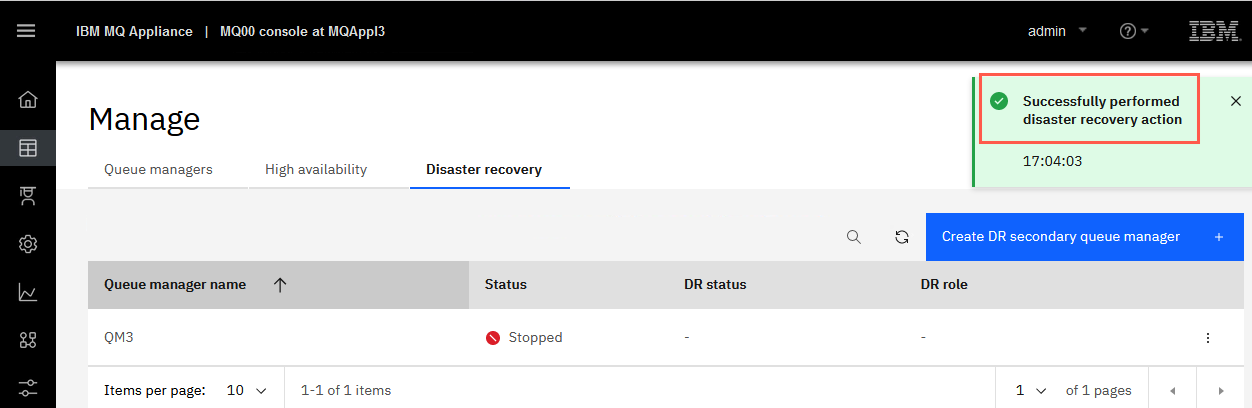 IBM MQ Appliance | MQ00 console at MQAppl3
admin
IBM
Successfully performed
disaster recovery action
17:04:03
Manage
Queue managers High availability Disaster recovery
Create DR secondary queue manager +
Queue manager name Status DR status DR role
QM3 Stopped - -
Items per page: 10 1-1 of 1 items 1 of 1 pages